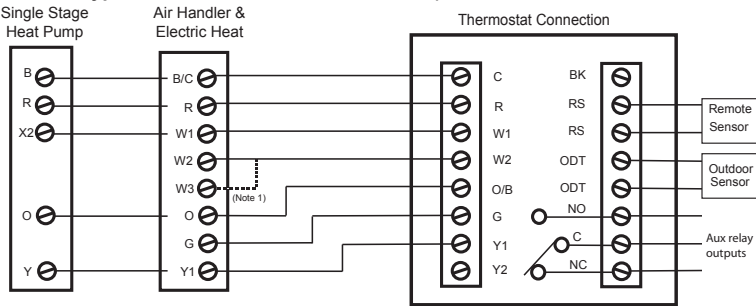 Single Stage
Heat Pump
Air Handler &
Electric Heat
Thermostat Connection
B
R
X2
O
Y
B/C
R
W1
W2
W3
(Note 1)
O
G
Y1
C
R
W1
W2
O/B
G
Y1
Y2
BK
RS
RS
ODT
ODT
NO
C
NC
Remote
Sensor
Outdoor
Sensor
Aux relay
outputs